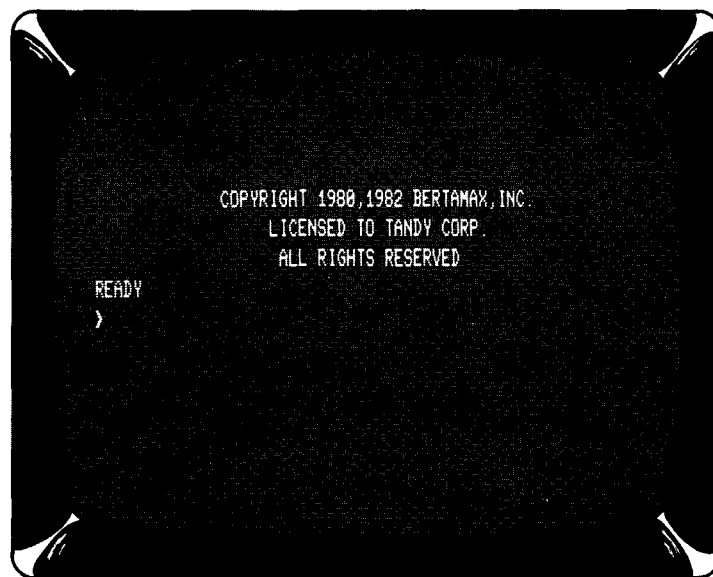 COPYRIGHT 1980,1982 BERTAMAX,INC.
LICENSED TO TANDY CORP.
ALL RIGHTS RESERVED
READY
>